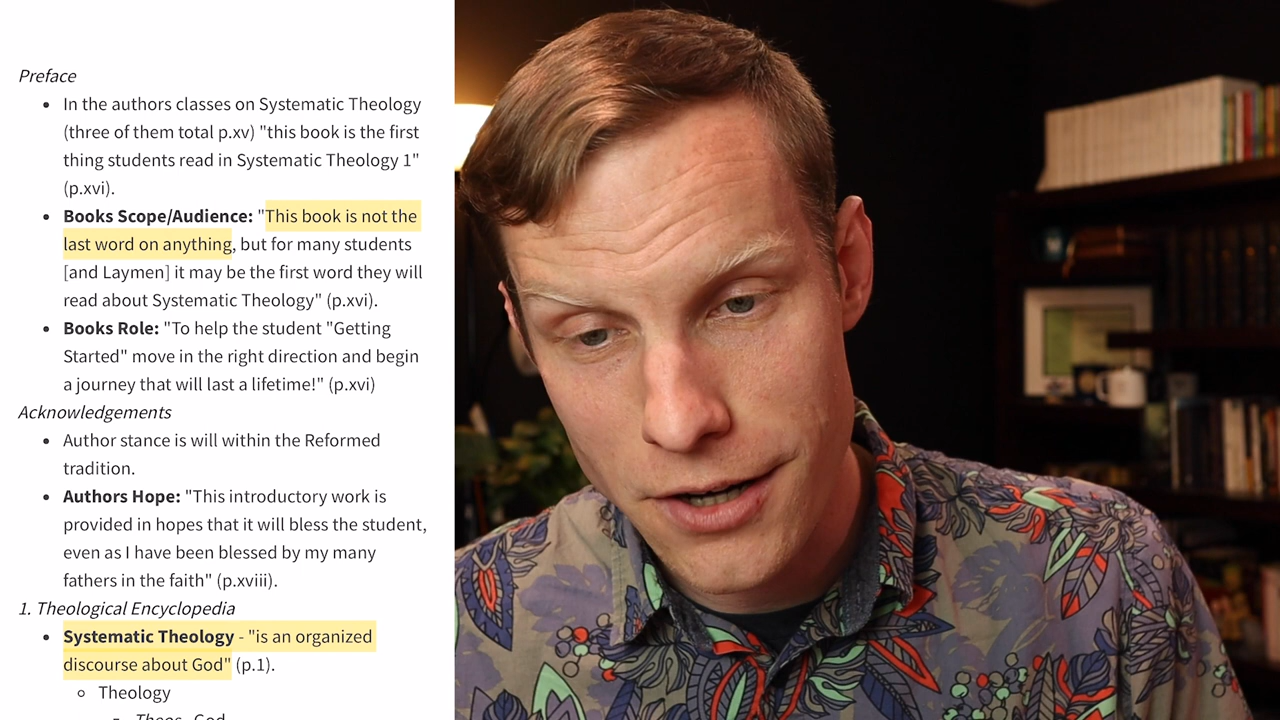 Preface
• In the authors classes on Systematic Theology
(three of them total p.xv) "this book is the first
thing students read in Systematic Theology 1"
(p.xvi).
• Books Scope/Audience: "This book is not the
last word on anything, but for many students
[and Laymen] it may be the first word they will
read about Systematic Theology" (p.xvi).
• Books Role: "To help the student "Getting
Started" move in the right direction and begin
a journey that will last a lifetime!" (p.xvi)
Acknowledgements
• Author stance is will within the Reformed
tradition.
• Authors Hope: "This introductory work is
provided in hopes that it will bless the student,
even as I have been blessed by my many
fathers in the faith" (p.xviii).
1. Theological Encyclopedia
• Systematic Theology - "is an organized
discourse about God" (p.1).
◦ Theology
▪ Theos - God